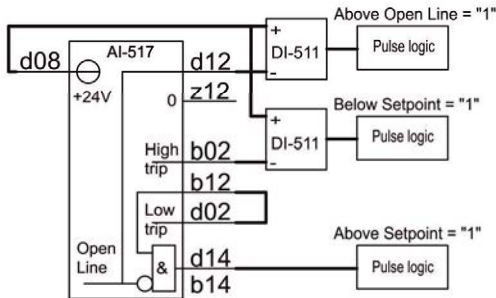 Above Open Line = "1"
AI-517
+
DI-511
-
Pulse logic
d08
d12
+24V
0
z12
Below Setpoint = "1"
+
DI-511
-
Pulse logic
High
trip
b02
b12
Low
trip
d02
Above Setpoint = "1"
Open
Line
&
d14
b14
Pulse logic